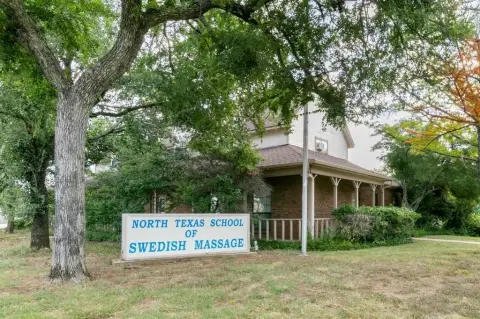 NORTH TEXAS SCHOOL
OF
SWEDISH MASSAGE